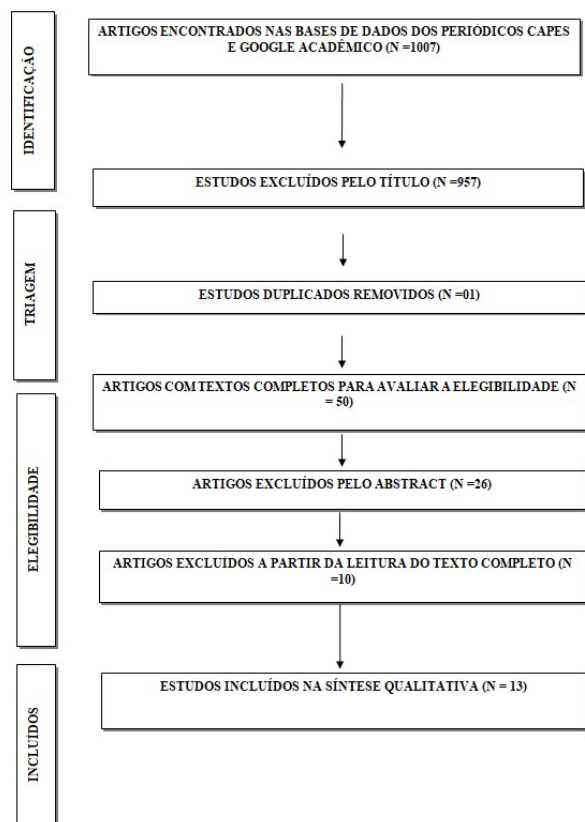 IDENTIFICAÇÃO
ARTIGOS ENCONTRADOS NAS BASES DE DADOS DOS PERIÓDICOS CAPES
E GOOGLE ACADÊMICO (N =1007)
ESTUDOS EXCLUÍDOS PELO TÍTULO (N =957)
TRIAGEM
ESTUDOS DUPLICADOS REMOVIDOS (N =01)
ARTIGOS COM TEXTOS COMPLETOS PARA AVALIAR A ELEGIBILIDADE (N
= 50)
ELEGIBILIDADE
ARTIGOS EXCLUÍDOS PELO ABSTRACT (N =26)
ARTIGOS EXCLUÍDOS A PARTIR DA LEITURA DO TEXTO COMPLETO (N
=10)
INCLUÍDOS
ESTUDOS INCLUÍDOS NA SÍNTESE QUALITATIVA (N = 13)